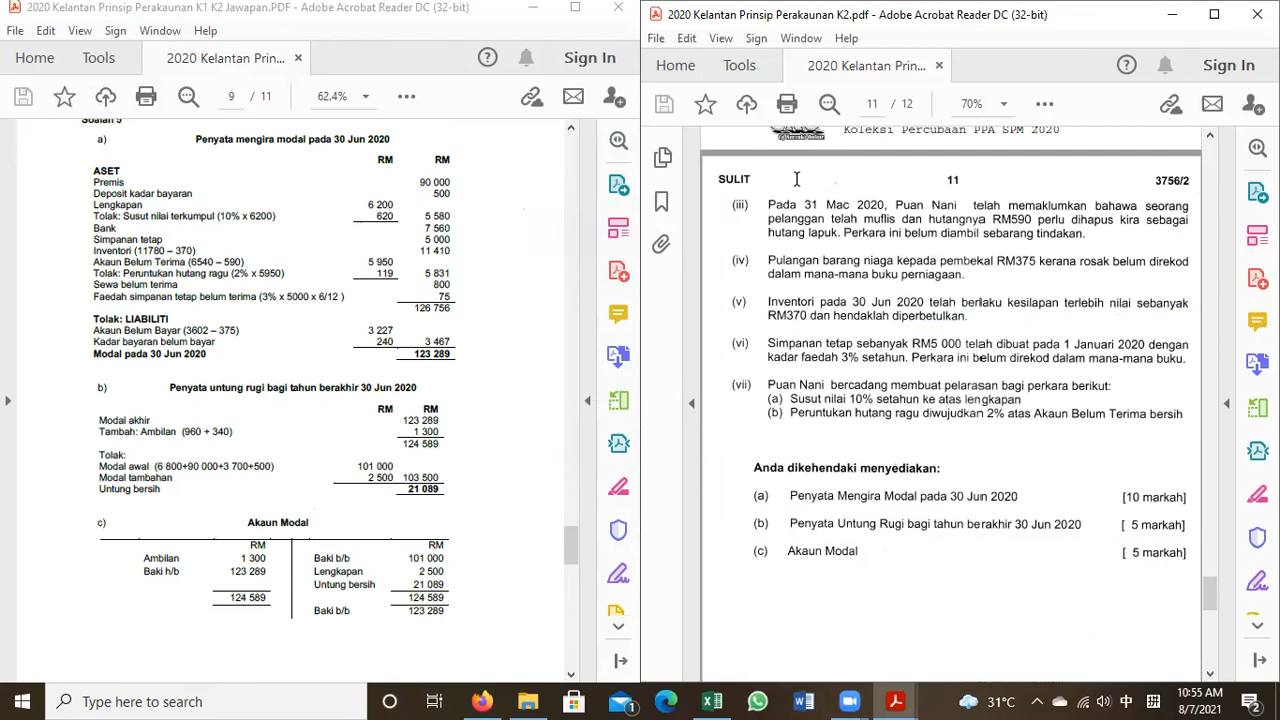 2020 Kelantan Prinsip Perakaunan K1 K2 Jawapan.PDF - Adobe Acrobat Reader DC (32-bit)
File Edit View Sign Window Help
Home Tools 2020 Kelantan Prin... × Sign In
9 / 11 62.4%
Soalan 5
a) Penyata mengira modal pada 30 Jun 2020
RM RM
ASET
Premis 90 000
Deposit kadar bayaran 500
Lengkapan 6 200
Tolak: Susut nilai terkumpul (10% x 6200) 620 5 580
Bank 7 560
Simpanan tetap 5 000
Inventori (11780 – 370) 11 410
Akaun Belum Terima (6540 – 590) 5 950
Tolak: Peruntukan hutang ragu (2% x 5950) 119 5 831
Sewa belum terima 800
Faedah simpanan tetap belum terima (3% x 5000 x 6/12 ) 75
126 756
Tolak: LIABILITI
Akaun Belum Bayar (3602 – 375) 3 227
Kadar bayaren belum bayar 240 3 467
Modal pada 30 Jun 2020 123 289
b) Penyata untung rugi bagi tahun berakhir 30 Jun 2020
RM RM
Modal akhir 123 289
Tambah: Ambilan (960 + 340) 1 300
124 589
Tolak:
Modal awal (6 800+90 000+3 700+500) 101 000
Modal tambahan 2 500 103 500
Untung bersih 21 089
c) Akaun Modal
RM RM
Ambilan 1 300 Baki b/b 101 000
Baki h/b 123 289 Lengkapan 2 500
Untung bersih 21 089
124 589 124 589
Baki b/b 123 289
2020 Kelantan Prinsip Perakaunan K2.pdf - Adobe Acrobat Reader DC (32-bit)
File Edit View Sign Window Help
Home Tools 2020 Kelantan Prin... × Sign In
11 / 12 70%
Koleksi Percubaan PPA SPM 2020
SULIT 11 3756/2
(iii) Pada 31 Mac 2020, Puan Nani telah memaklumkan bahawa seorang
pelanggan telah muflis dan hutangnya RM590 perlu dihapus kira sebagai
hutang lapuk. Perkara ini belum diambil sebarang tindakan.
(iv) Pulangan barang niaga kepada pembekal RM375 kerana rosak belum direkod
dalam mana-mana buku perniagaan.
(v) Inventori pada 30 Jun 2020 telah berlaku kesilapan terlebih nilai sebanyak
RM370 dan hendaklah diperbetulkan.
(vi) Simpanan tetap sebanyak RM5 000 telah dibuat pada 1 Januari 2020 dengan
kadar faedah 3% setahun. Perkara ini belum direkod dalam mana-mana buku.
(vii) Puan Nani bercadang membuat pelarasan bagi perkara berikut:
(a) Susut nilai 10% setahun ke atas lengkapan
(b) Peruntukan hutang ragu diwujudkan 2% atas Akaun Belum Terima bersih
Anda dikehendaki menyediakan:
(a) Penyata Mengira Modal pada 30 Jun 2020 [10 markah]
(b) Penyata Untung Rugi bagi tahun berakhir 30 Jun 2020 [ 5 markah]
(c) Akaun Modal [ 5 markah]
Type here to search
31°C 中 拼 10:55 AM
8/7/2021